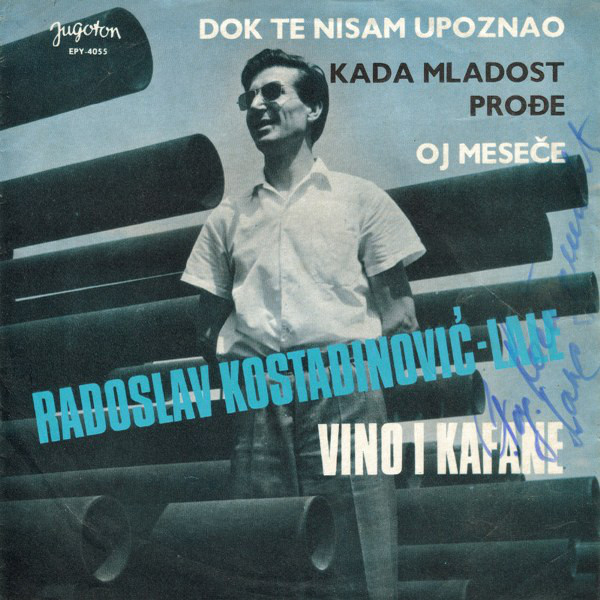 Jugoton
EPY-4055
DOK TE NISAM UPOZNAO
KADA MLADOST
PROĐE
OJ MESEČE
RADOSLAV KOSTADINOVIĆ-LALE
VINO I KAFANE